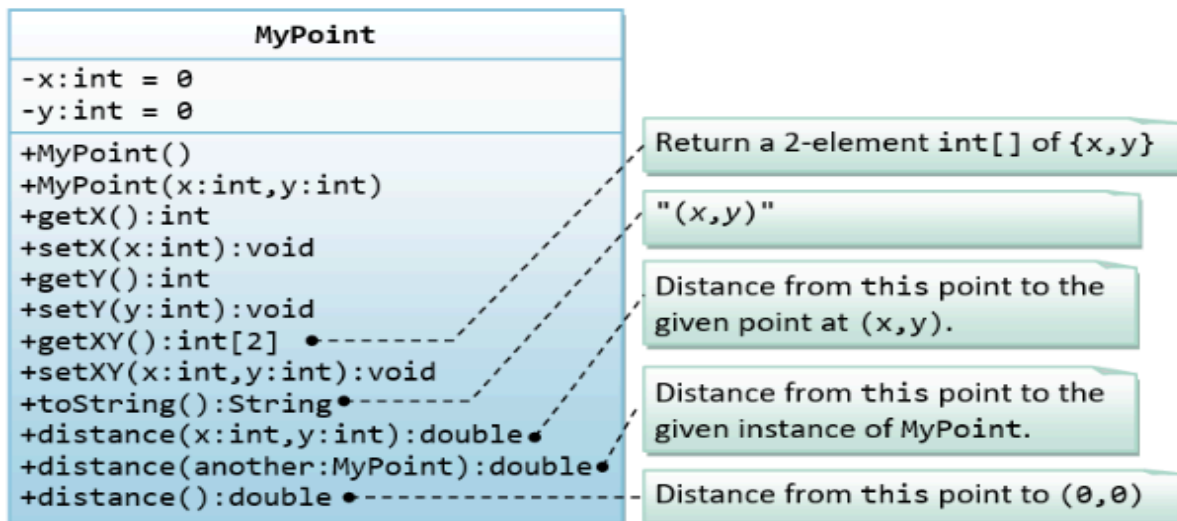 MyPoint
-x:int = 0
-y:int = 0
+MyPoint()
+MyPoint(x:int,y:int)
+getX():int
+setX(x:int):void
+getY():int
+setY(y:int):void
+getXY():int[2]
+setXY(x:int,y:int):void
+toString():String
+distance(x:int,y:int):double
+distance(another:MyPoint):double
+distance():double
Return a 2-element int[] of {x,y}
"(x,y)"
Distance from this point to the
given point at (x,y).
Distance from this point to the
given instance of MyPoint.
Distance from this point to (0,0)